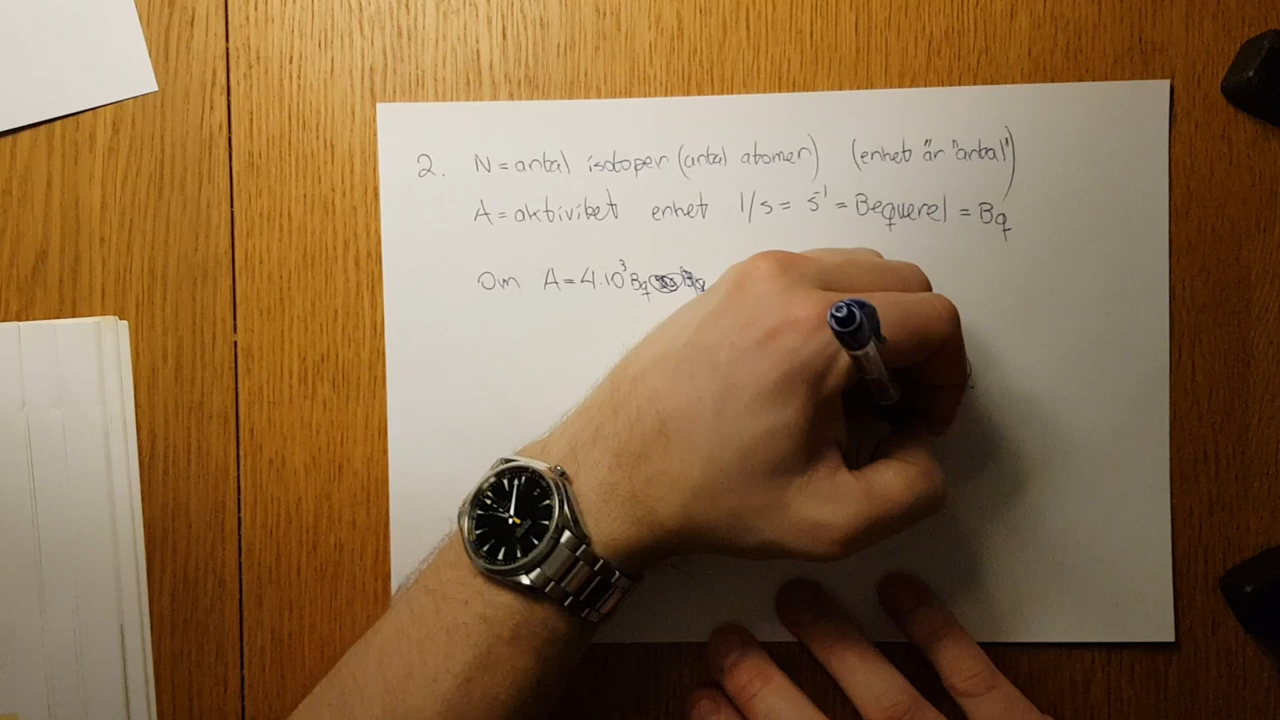 2. N = antal isotoper (antal atomer) (enhet är "antal")
A = aktivitet enhet 1/s = s⁻¹ = Bequerel = Bq
Om A = 4·10³ Bq